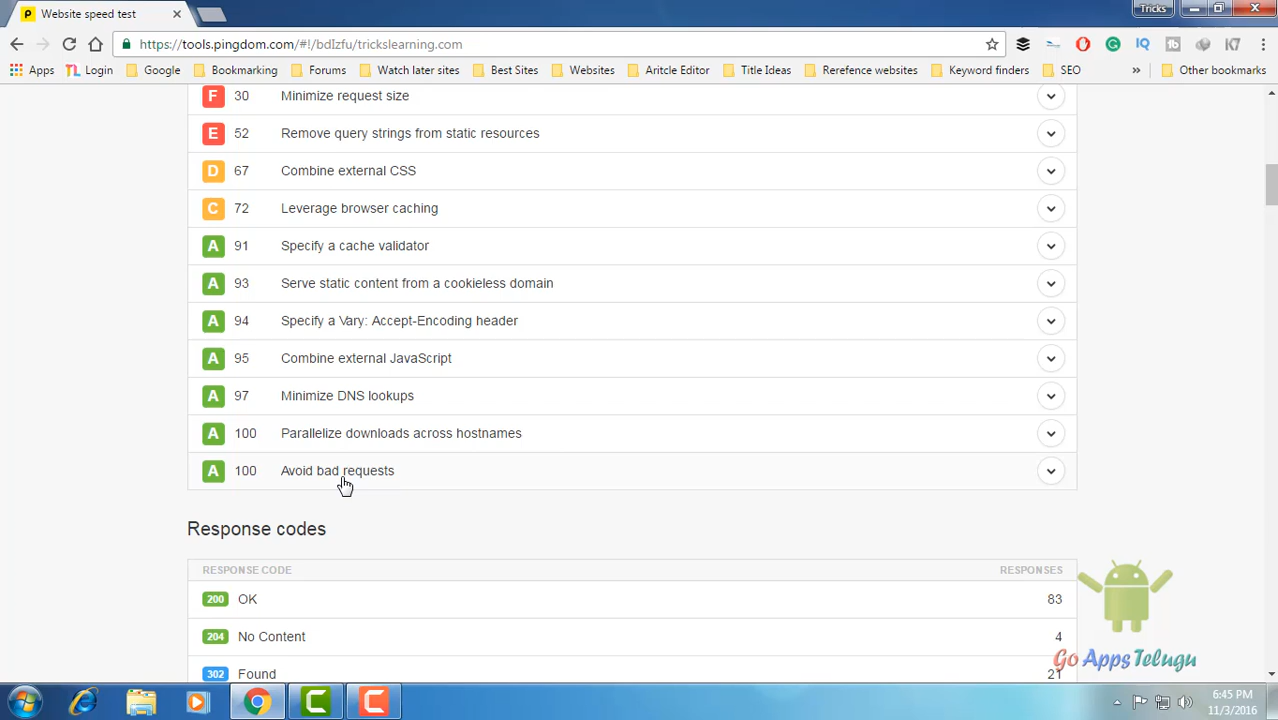 Website speed test
Tricks
https://tools.pingdom.com/#!/bdIzfu/trickslearning.com
Apps Login Google Bookmarking Forums Watch later sites Best Sites Websites Aritcle Editor Title Ideas Rerefence websites Keyword finders SEO » Other bookmarks
F 30 Minimize request size
E 52 Remove query strings from static resources
D 67 Combine external CSS
C 72 Leverage browser caching
A 91 Specify a cache validator
A 93 Serve static content from a cookieless domain
A 94 Specify a Vary: Accept-Encoding header
A 95 Combine external JavaScript
A 97 Minimize DNS lookups
A 100 Parallelize downloads across hostnames
A 100 Avoid bad requests
Response codes
RESPONSE CODE RESPONSES
200 OK 83
204 No Content 4
302 Found 21
Go AppsTelugu
6:45 PM
11/3/2016